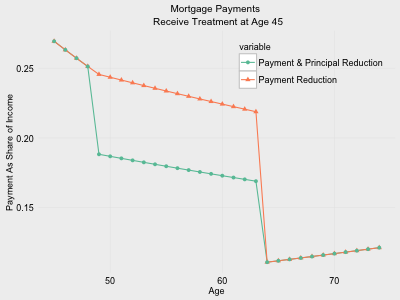 Mortgage Payments
Receive Treatment at Age 45
variable
Payment & Principal Reduction
Payment Reduction
Payment As Share of Income
0.25
0.20
0.15
50
60
70
Age